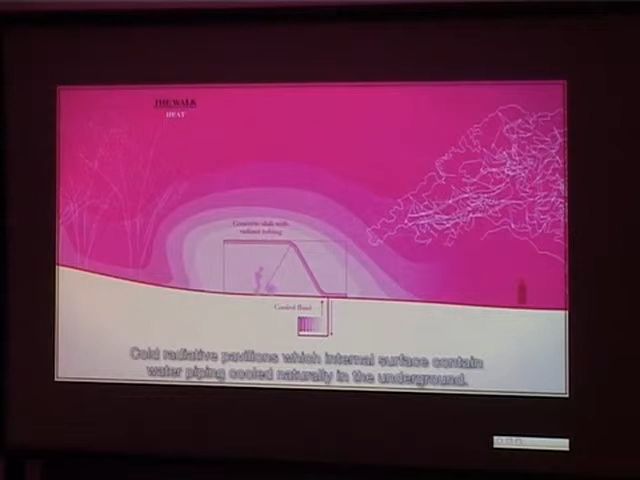 THE WALK
HEAT
Concrete slab with
radiant tubing
Cooled fluid
Cold radiative pavilions which internal surface contain
water piping cooled naturally in the underground.